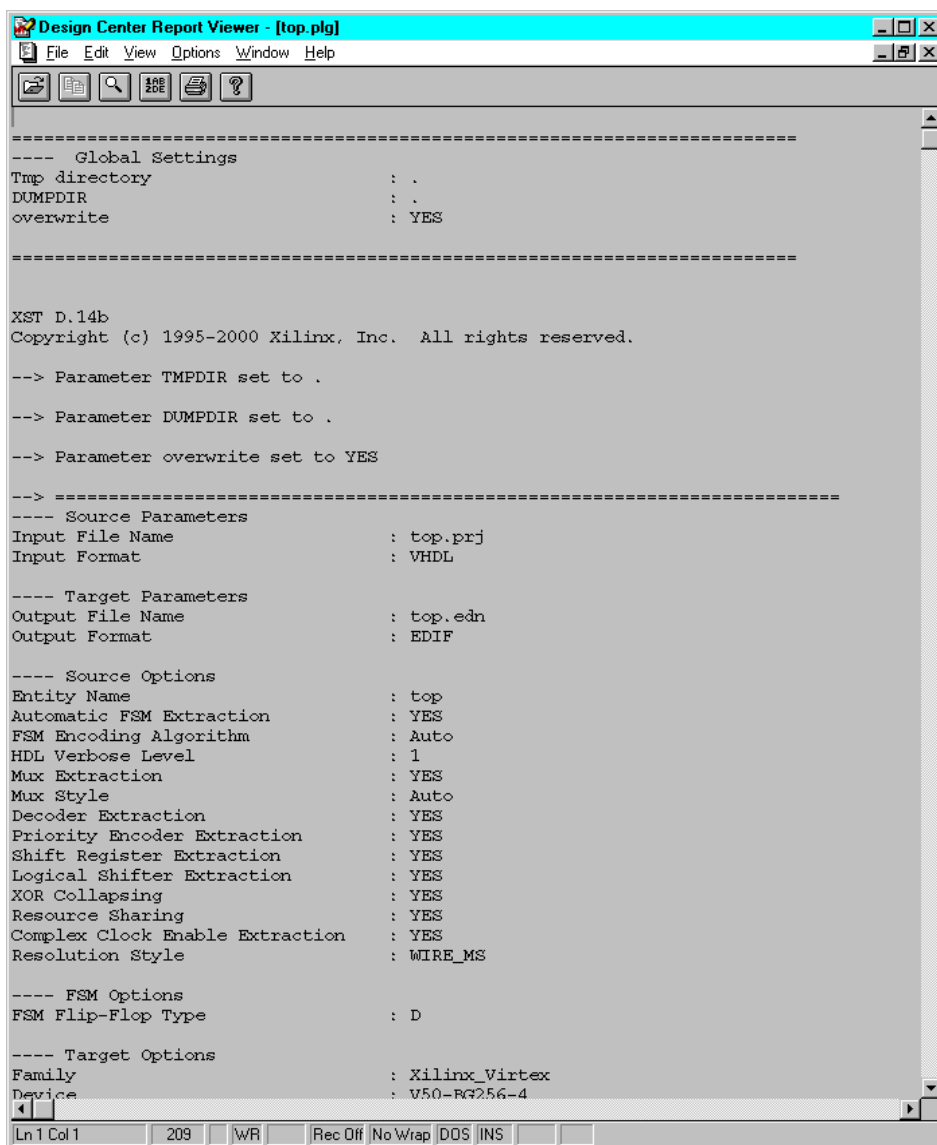 Design Center Report Viewer - [top.plg]
File Edit View Options Window Help
1AB
2DE
=========================================================================
---- Global Settings
Tmp directory : .
DUMPDIR : .
overwrite : YES
=========================================================================
XST D.14b
Copyright (c) 1995-2000 Xilinx, Inc. All rights reserved.
--> Parameter TMPDIR set to .
--> Parameter DUMPDIR set to .
--> Parameter overwrite set to YES
--> =========================================================================
---- Source Parameters
Input File Name : top.prj
Input Format : VHDL
---- Target Parameters
Output File Name : top.edn
Output Format : EDIF
---- Source Options
Entity Name : top
Automatic FSM Extraction : YES
FSM Encoding Algorithm : Auto
HDL Verbose Level : 1
Mux Extraction : YES
Mux Style : Auto
Decoder Extraction : YES
Priority Encoder Extraction : YES
Shift Register Extraction : YES
Logical Shifter Extraction : YES
XOR Collapsing : YES
Resource Sharing : YES
Complex Clock Enable Extraction : YES
Resolution Style : WIRE_MS
---- FSM Options
FSM Flip-Flop Type : D
---- Target Options
Family : Xilinx_Virtex
Device : V50-BG256-4
Ln 1 Col 1 209 WR Rec Off No Wrap DOS INS